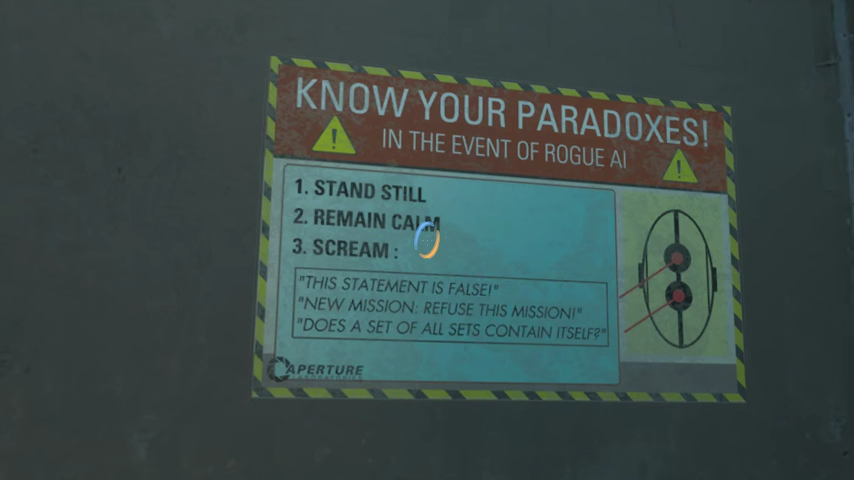 KNOW YOUR PARADOXES!
IN THE EVENT OF ROGUE AI
1. STAND STILL
2. REMAIN CALM
3. SCREAM :
"THIS STATEMENT IS FALSE!"
"NEW MISSION: REFUSE THIS MISSION!"
"DOES A SET OF ALL SETS CONTAIN ITSELF?"
APERTURE
LABORATORIES